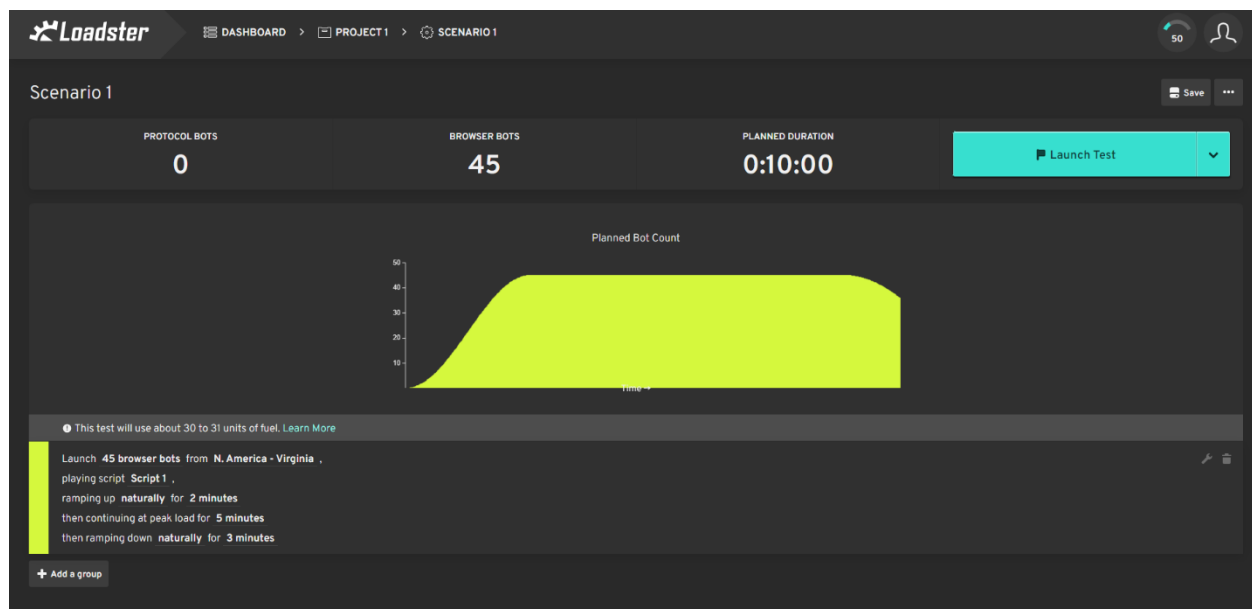 Loadster
DASHBOARD > PROJECT 1 > SCENARIO 1
50
Scenario 1
Save
PROTOCOL BOTS
0
BROWSER BOTS
45
PLANNED DURATION
0:10:00
Launch Test
Planned Bot Count
50
40
30
20
10
Time →
This test will use about 30 to 31 units of fuel. Learn More
Launch 45 browser bots from N. America - Virginia ,
playing script Script 1 ,
ramping up naturally for 2 minutes
then continuing at peak load for 5 minutes
then ramping down naturally for 3 minutes
+ Add a group